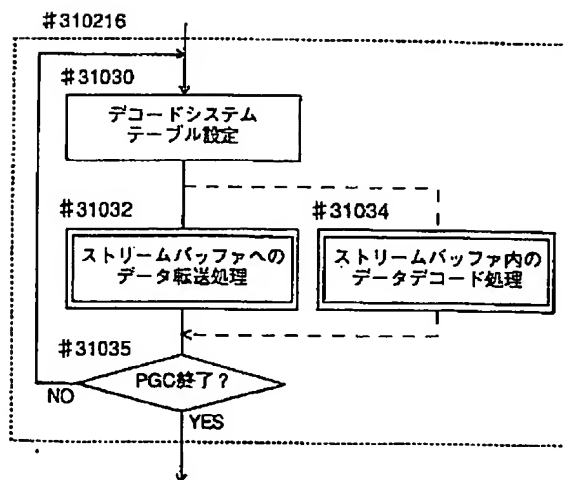 #310216
#31030
デコードシステム
テーブル設定
#31032
ストリームバッファへの
データ転送処理
#31034
ストリームバッファ内の
データデコード処理
#31035
PGC終了?
NO
YES